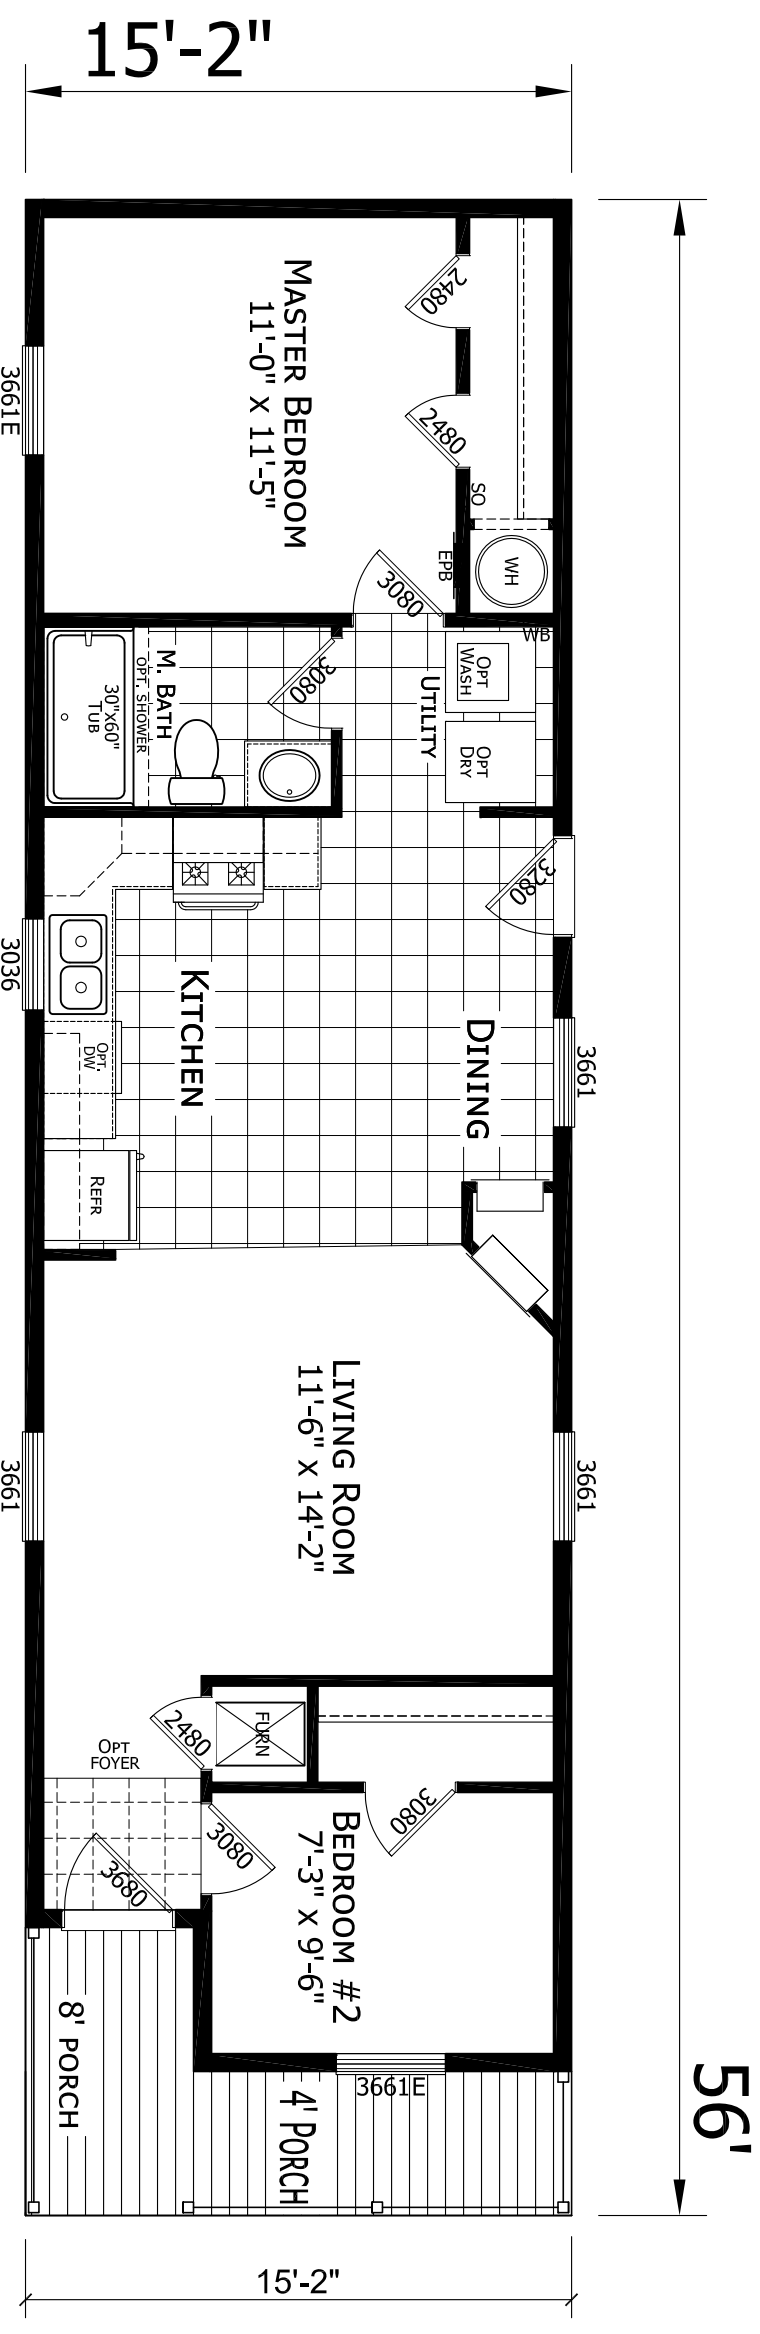 15'-2"
2480
MASTER BEDROOM
11'-0" X 11'-5"
3661E
2480
SO
WH
EPB
3080
WB
OPT
WASH
UTILITY
3080
M. BATH
OPT. SHOWER
30"X60"
TUB
OPT
DRY
3280
3036
KITCHEN
DINING
3661
OPT.
DW
REFR
LIVING ROOM
11'-6" X 14'-2"
3661
3661
2480
FURN
OPT
FOYER
3080
3080
BEDROOM #2
7'-3" X 9'-6"
3680
8' PORCH
3661E
4' PORCH
56'
15'-2"